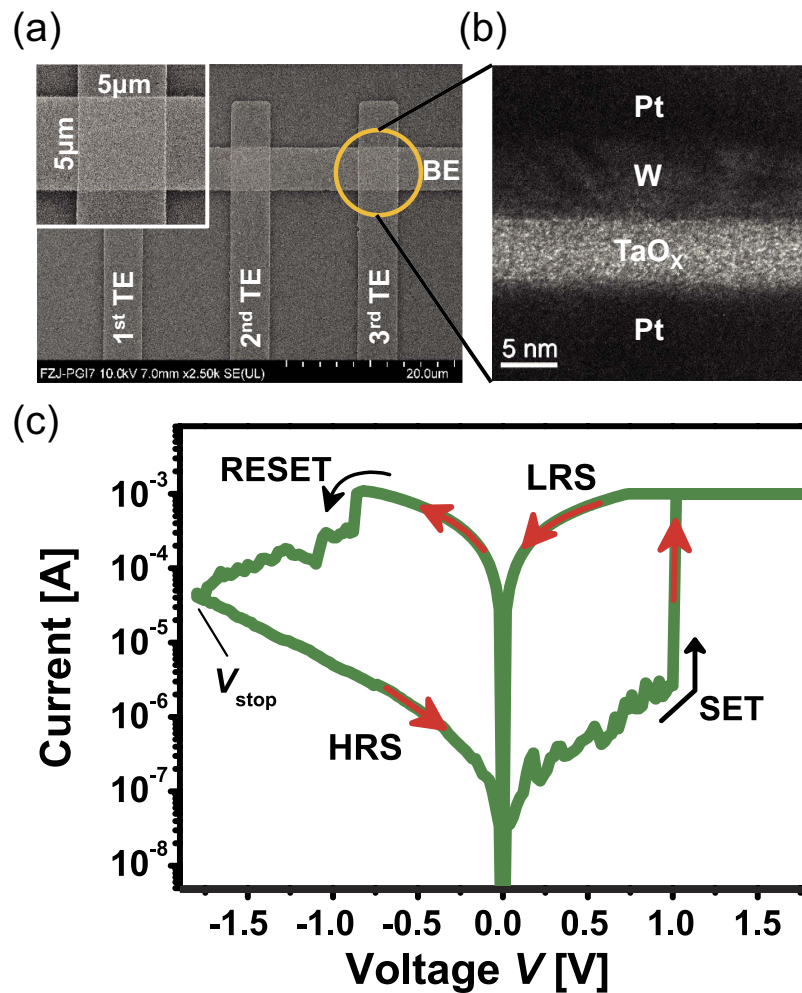 (a)
5µm
5µm
BE
1st TE
2nd TE
3rd TE
FZJ-PGI7 10.0kV 7.0mm x2.50k SE(UL)
20.0um
(b)
Pt
W
TaOX
Pt
5 nm
(c)
Current [A]
10-3
10-4
10-5
10-6
10-7
10-8
RESET
LRS
Vstop
HRS
SET
-1.5
-1.0
-0.5
0.0
0.5
1.0
1.5
Voltage V [V]